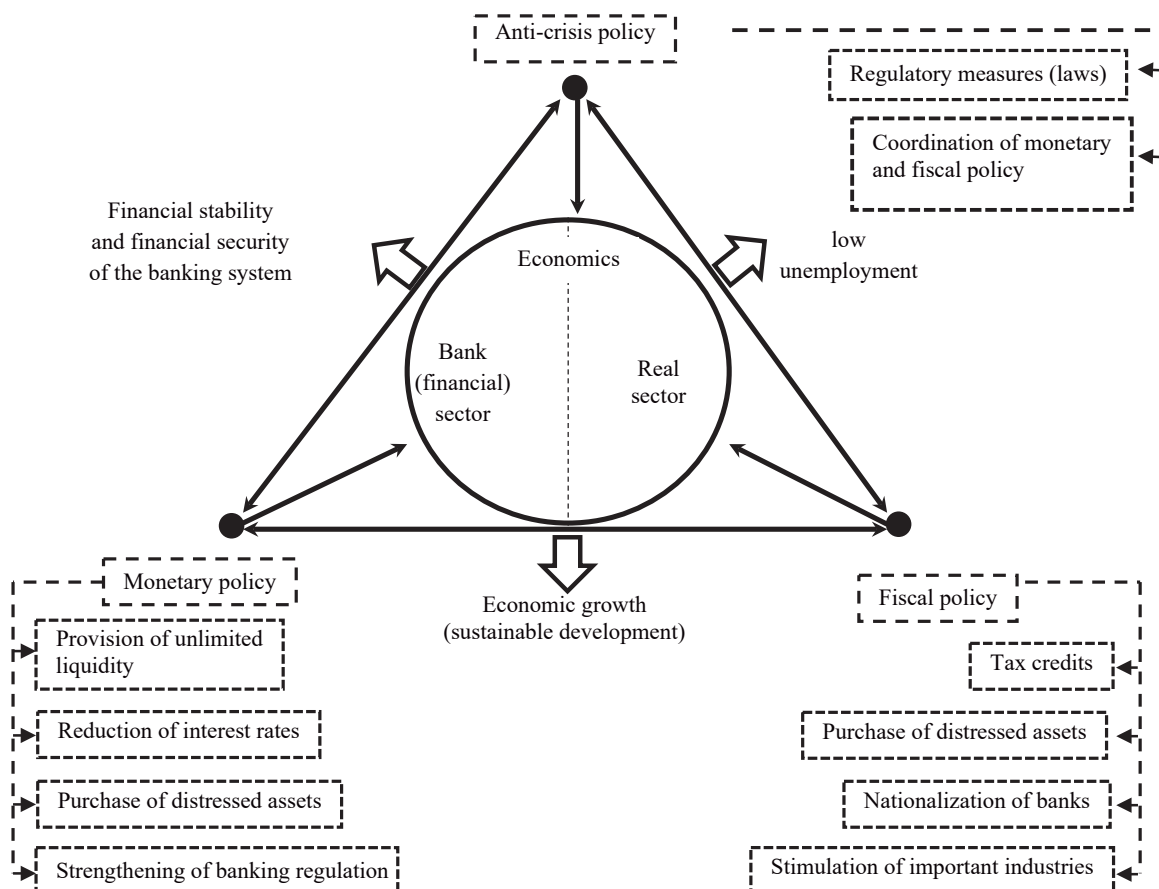 Anti-crisis policy
Regulatory measures (laws)
Coordination of monetary
and fiscal policy
Financial stability
and financial security
of the banking system
low
unemployment
Economics
Bank
(financial)
sector
Real
sector
Monetary policy
Provision of unlimited
liquidity
Reduction of interest rates
Purchase of distressed assets
Strengthening of banking regulation
Economic growth
(sustainable development)
Fiscal policy
Tax credits
Purchase of distressed assets
Nationalization of banks
Stimulation of important industries